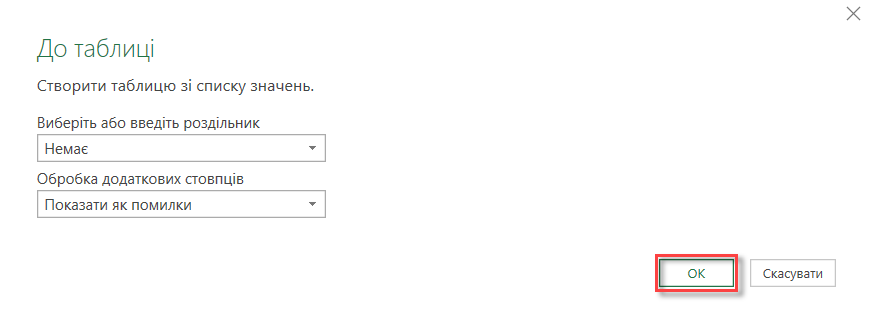 До таблиці
Створити таблицю зі списку значень.
Виберіть або введіть роздільник
Немає
Обробка додаткових стовпців
Показати як помилки
ОК
Скасувати